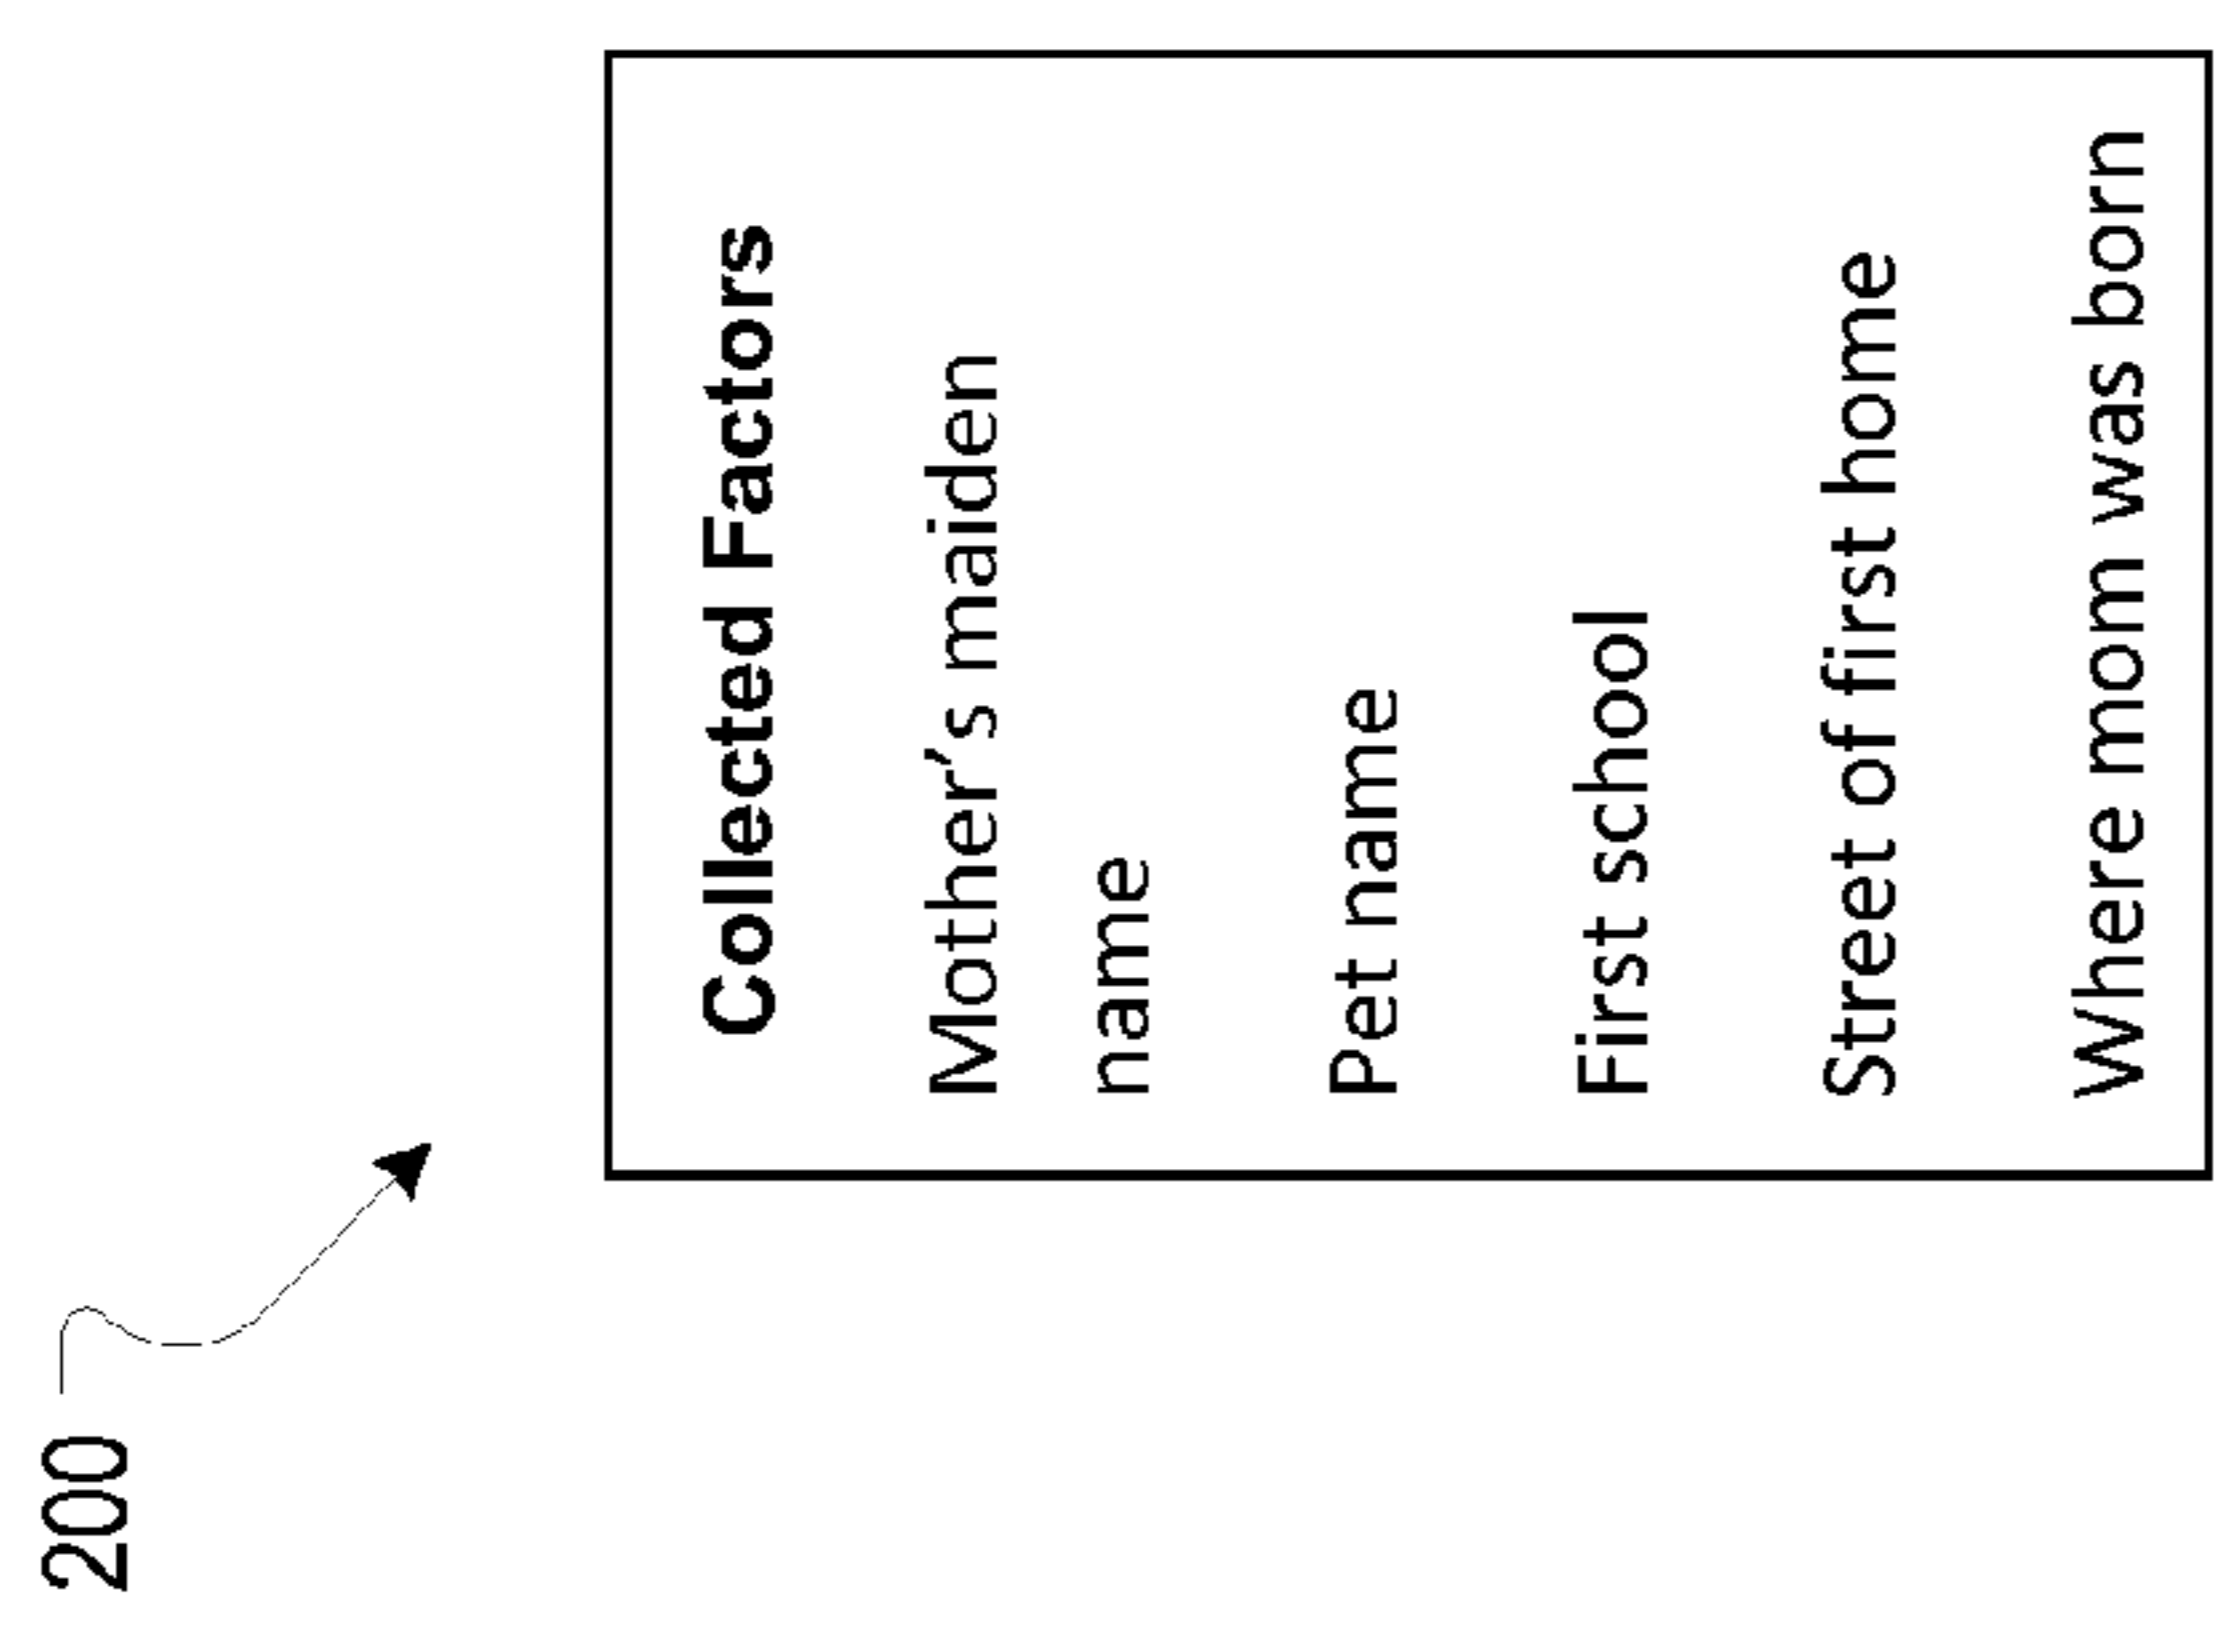 200
Collected Factors
Mother’s maiden
name
Pet name
First school
Street of first home
Where mom was born